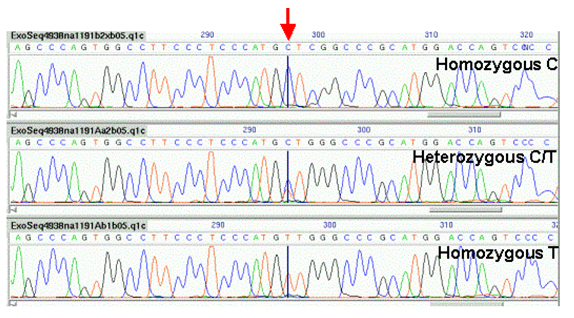 ExoSeq4938na1191b2xb05.q1c 290 300 310 320
A G C C C A G T G G C C T T C C C T C C C A T G C T C G G C C C G C A T G G A C C A G T C C N C C
Homozygous C
ExoSeq4938na1191Aa2b05.q1c 290 300 310
A G C C C A G T G G C C T T C C C T C C C A T G C T G G G C C C G C A T G G A C C A G T C C C C
Heterozygous C/T
ExoSeq4938na1191Ab1b05.q1c 290 300 310
A G C C C A G T G G C C T T C C C T C C C A T G T T G G G C C C G C A T G G A C C A G T C C C C
Homozygous T